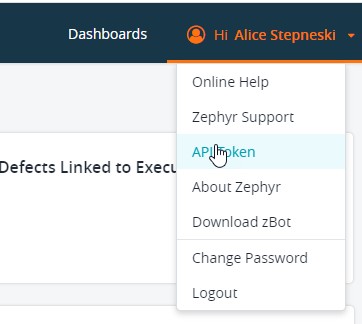 Dashboards
Hi Alice Stepneski
Online Help
Zephyr Support
Defects Linked to
API Token
About Zephyr
Download zBot
Change Password
Logout